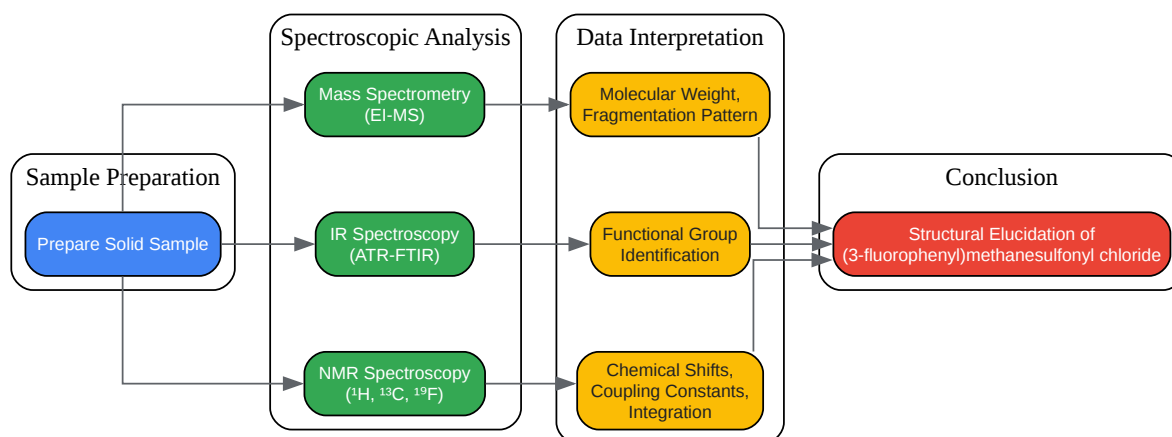 Sample Preparation
Prepare Solid Sample
Spectroscopic Analysis
Mass Spectrometry
(EI-MS)
IR Spectroscopy
(ATR-FTIR)
NMR Spectroscopy
(¹H, ¹³C, ¹⁹F)
Data Interpretation
Molecular Weight,
Fragmentation Pattern
Functional Group
Identification
Chemical Shifts,
Coupling Constants,
Integration
Conclusion
Structural Elucidation of
(3-fluorophenyl)methanesulfonyl chloride